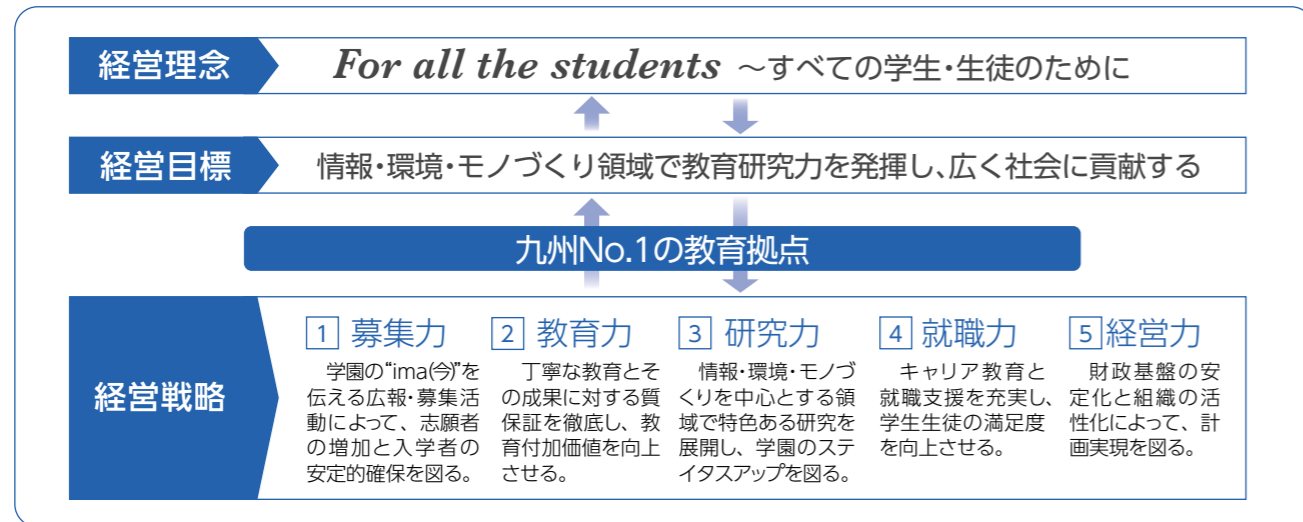 経営理念
For all the students ～すべての学生・生徒のために
経営目標
情報・環境・モノづくり領域で教育研究力を発揮し、広く社会に貢献する
九州No.1の教育拠点
経営戦略
1 募集力
学園の“ima(今)”を
伝える広報・募集活
動によって、志願者
の増加と入学者の
安定的確保を図る。
2 教育力
丁寧な教育とそ
の成果に対する質
保証を徹底し、教
育付加価値を向上
させる。
3 研究力
情報・環境・モノづ
くりを中心とする領
域で特色ある研究を
展開し、学園のステ
イタスアップを図る。
4 就職力
キャリア教育と
就職支援を充実し、
学生生徒の満足度
を向上させる。
5 経営力
財政基盤の安
定化と組織の活
性化によって、計
画実現を図る。